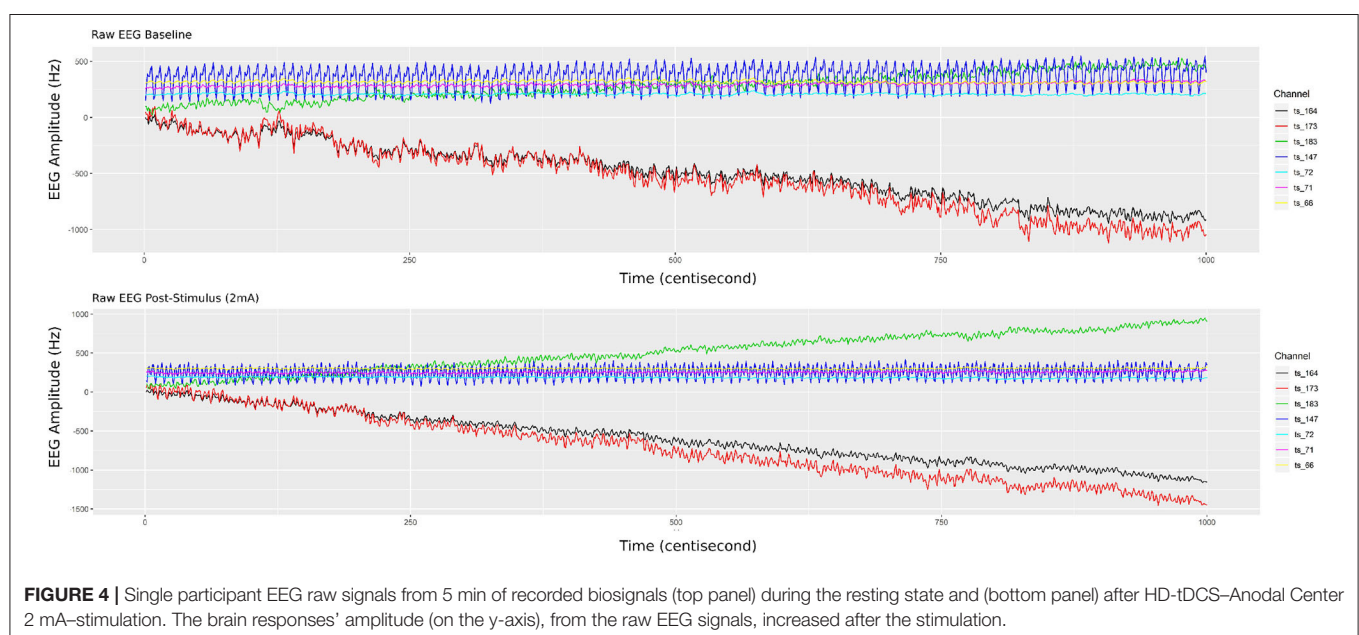 Raw EEG Baseline
EEG Amplitude (Hz)
500
0
-500
-1000
0
250
500
750
1000
Time (centisecond)
Channel
ts_164
ts_173
ts_183
ts_147
ts_72
ts_71
ts_66
Raw EEG Post-Stimulus (2mA)
EEG Amplitude (Hz)
1000
500
0
-500
-1000
-1500
0
250
500
750
1000
Time (centisecond)
Channel
ts_164
ts_173
ts_183
ts_147
ts_72
ts_71
ts_66
FIGURE 4 | Single participant EEG raw signals from 5 min of recorded biosignals (top panel) during the resting state and (bottom panel) after HD-tDCS–Anodal Center
2 mA–stimulation. The brain responses’ amplitude (on the y-axis), from the raw EEG signals, increased after the stimulation.